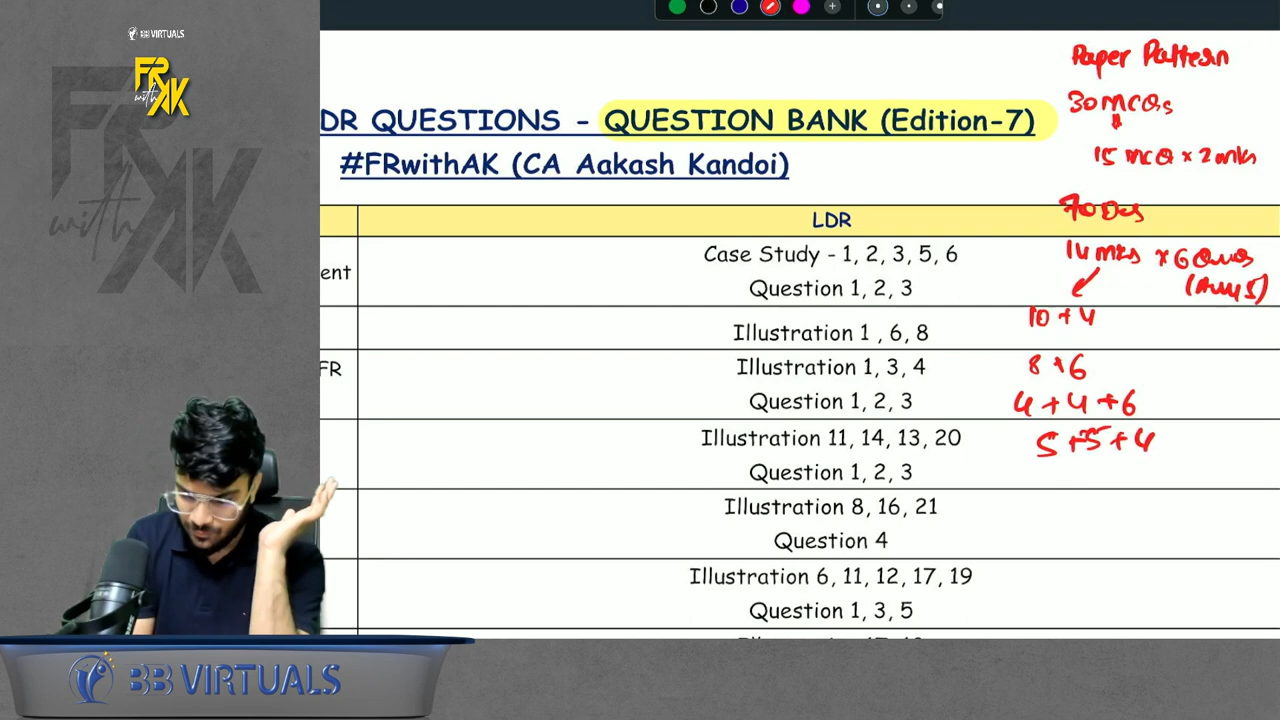 BB VIRTUALS
FR
with
AK
FR
with
AK
DR QUESTIONS - QUESTION BANK (Edition-7)
#FRwithAK (CA Aakash Kandoi)
LDR
ent
Case Study - 1, 2, 3, 5, 6
Question 1, 2, 3
Illustration 1 , 6, 8
FR
Illustration 1, 3, 4
Question 1, 2, 3
Illustration 11, 14, 13, 20
Question 1, 2, 3
Illustration 8, 16, 21
Question 4
Illustration 6, 11, 12, 17, 19
Question 1, 3, 5
Paper Pattern
30 MCQs
15 MCQ x 2 mks
70 Des
14 mks x 6 Ques
(Any 5)
10 + 4
8 + 6
4 + 4 + 6
5 + 5 + 4
BB VIRTUALS